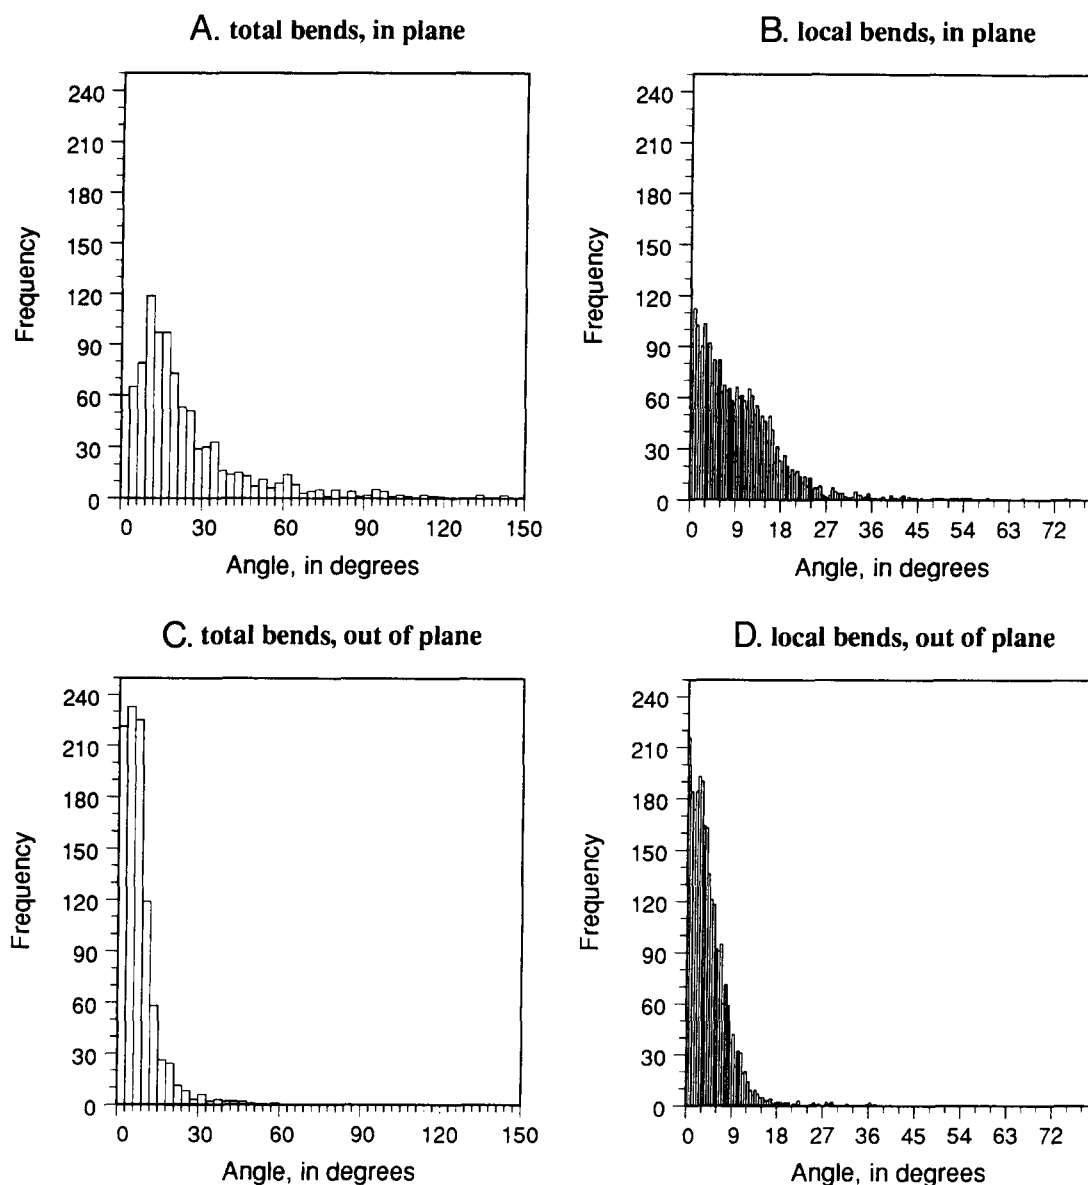 A. total bends, in plane
240
210
180
150
120
90
60
30
0
Frequency
0 30 60 90 120 150
Angle, in degrees
B. local bends, in plane
240
210
180
150
120
90
60
30
0
Frequency
0 9 18 27 36 45 54 63 72
Angle, in degrees
C. total bends, out of plane
240
210
180
150
120
90
60
30
0
Frequency
0 30 60 90 120 150
Angle, in degrees
D. local bends, out of plane
240
210
180
150
120
90
60
30
0
Frequency
0 9 18 27 36 45 54 63 72
Angle, in degrees